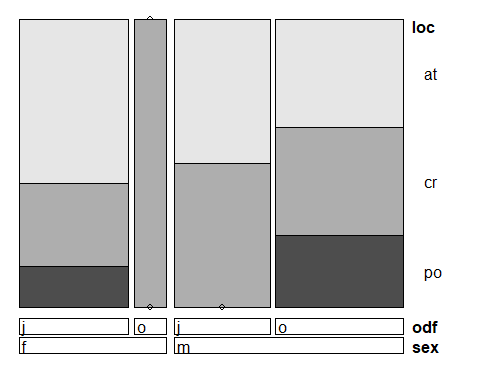 loc
at
cr
po
j o j o odf
f m sex